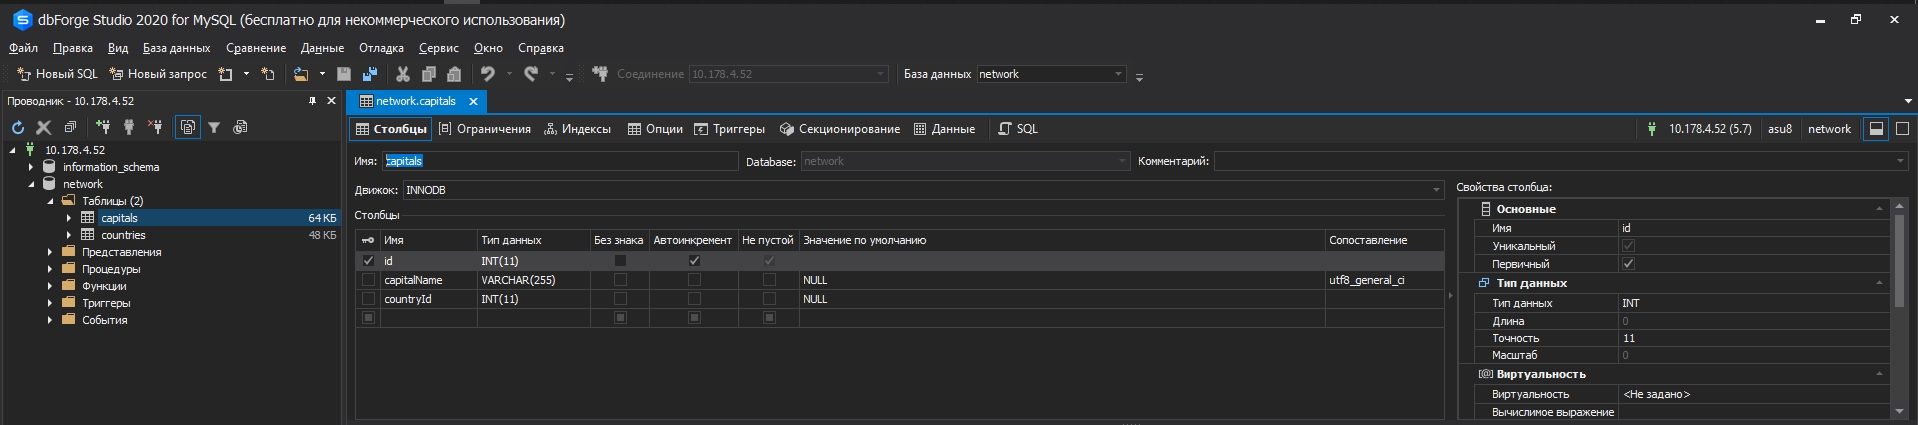 dbForge Studio 2020 for MySQL (бесплатно для некоммерческого использования)
Файл Правка Вид База данных Сравнение Данные Отладка Сервис Окно Справка
Новый SQL Новый запрос Соединение 10.178.4.52 База данных network
Проводник - 10.178.4.52
10.178.4.52
information_schema
network
Таблицы (2)
capitals 64 КБ
countries 48 КБ
Представления
Процедуры
Функции
Триггеры
События
network.capitals
Столбцы Ограничения Индексы Опции Триггеры Секционирование Данные SQL 10.178.4.52 (5.7) asu8 network
Имя: capitals Database: network Комментарий:
Движок: INNODB
Столбцы
Имя Тип данных Без знака Автоинкремент Не пустой Значение по умолчанию Сопоставление
id INT(11)
capitalName VARCHAR(255) NULL utf8_general_ci
countryId INT(11) NULL
Свойства столбца:
Основные
Имя id
Уникальный
Первичный
Тип данных
Тип данных INT
Длина 0
Точность 11
Масштаб 0
[@] Виртуальность
Виртуальность <Не задано>
Вычислимое выражение